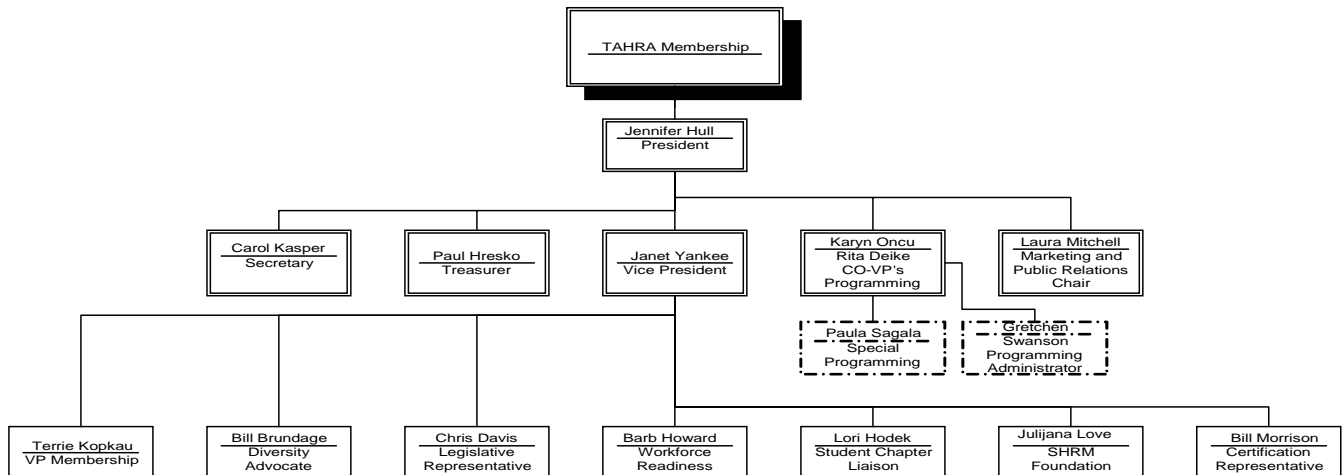 TAHRA Membership
Jennifer Hull
President
Carol Kasper
Secretary
Paul Hresko
Treasurer
Janet Yankee
Vice President
Karyn Oncu
Rita Deike
CO-VP's
Programming
Laura Mitchell
Marketing and
Public Relations
Chair
Paula Sagala
Special
Programming
Gretchen
Swanson
Programming
Administrator
Terrie Kopkau
VP Membership
Bill Brundage
Diversity
Advocate
Chris Davis
Legislative
Representative
Barb Howard
Workforce
Readiness
Lori Hodek
Student Chapter
Liaison
Julijana Love
SHRM
Foundation
Bill Morrison
Certification
Representative